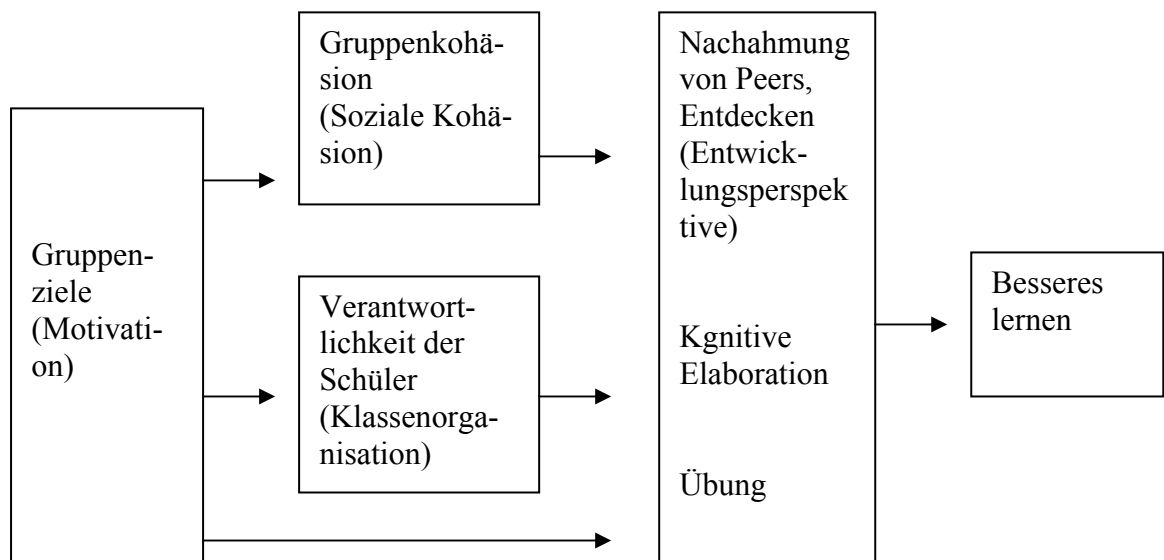 Gruppen-
ziele
(Motivati-
on)
Gruppenkohä-
sion
(Soziale Kohä-
sion)
Verantwort-
lichkeit der
Schüler
(Klassenorga-
nisation)
Nachahmung
von Peers,
Entdecken
(Entwick-
lungsperspek
tive)
Kgnitive
Elaboration
Übung
Besseres
lernen